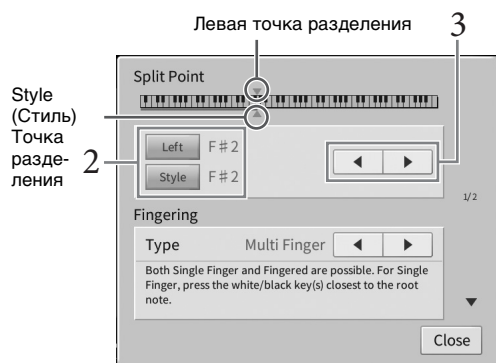 Левая точка разделения
3
Style
(Стиль)
Точка
разде-
ления
2
Split Point
Left F♯2
Style F♯2
1/2
Fingering
Type Multi Finger
Both Single Finger and Fingered are possible. For Single
Finger, press the white/black key(s) closest to the root
note.
Close